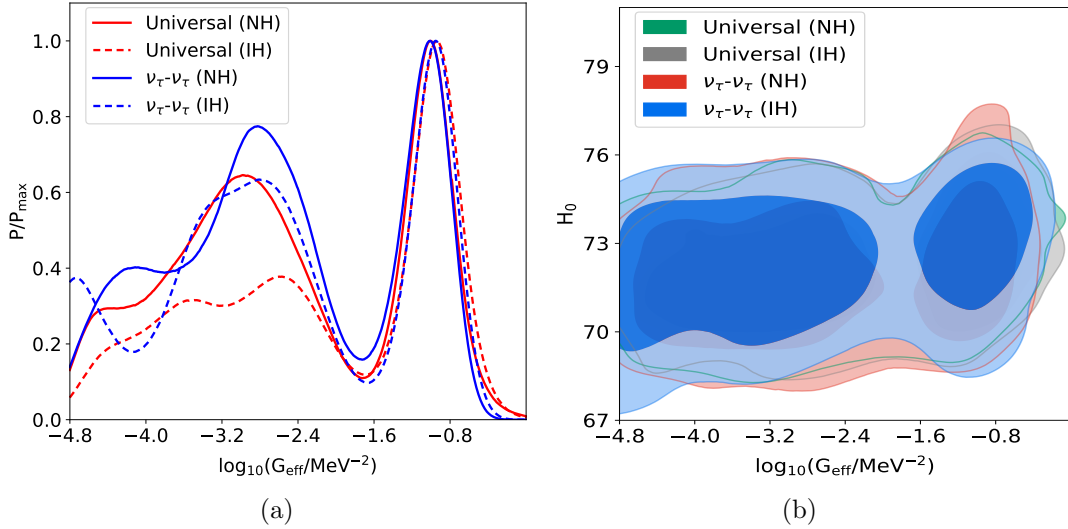 Universal (NH)
Universal (IH)
ντ-ντ (NH)
ντ-ντ (IH)
P/Pmax
1.0
0.8
0.6
0.4
0.2
0.0
−4.8 −4.0 −3.2 −2.4 −1.6 −0.8
log10(Geff/MeV−2)
(a)
Universal (NH)
Universal (IH)
ντ-ντ (NH)
ντ-ντ (IH)
H0
79
76
73
70
67
−4.8 −4.0 −3.2 −2.4 −1.6 −0.8
log10(Geff/MeV−2)
(b)